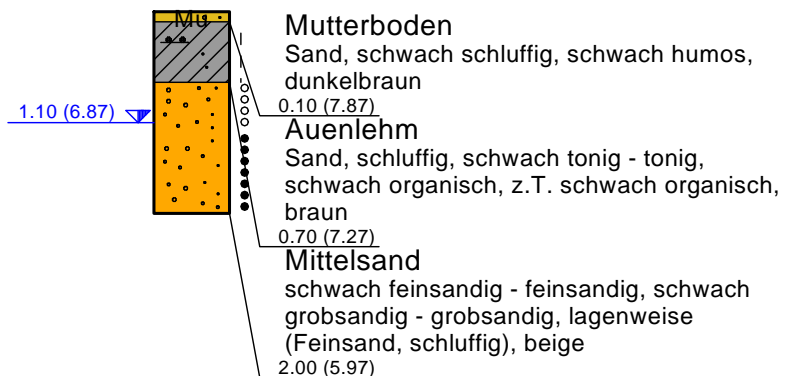 Mu
Mutterboden
Sand, schwach schluffig, schwach humos,
dunkelbraun
0.10 (7.87)
1.10 (6.87)
Auenlehm
Sand, schluffig, schwach tonig - tonig,
schwach organisch, z.T. schwach organisch,
braun
0.70 (7.27)
Mittelsand
schwach feinsandig - feinsandig, schwach
grobsandig - grobsandig, lagenweise
(Feinsand, schluffig), beige
2.00 (5.97)